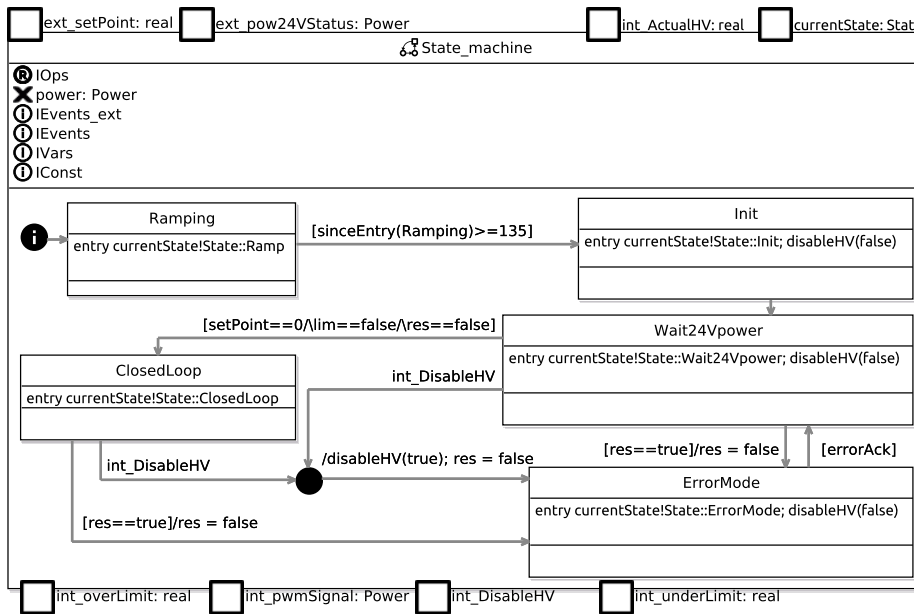 ext_setPoint: real
ext_pow24VStatus: Power
int_ActualHV: real
currentState: Stat
State_machine
R IOps
power: Power
i IEvents_ext
i IEvents
I IVars
i IConst
i
Ramping
entry currentState!State::Ramp
[sinceEntry(Ramping)>=135]
Init
entry currentState!State::Init; disableHV(false)
[setPoint==0/\lim==false/\res==false]
Wait24Vpower
entry currentState!State::Wait24Vpower; disableHV(false)
ClosedLoop
entry currentState!State::ClosedLoop
int_DisableHV
int_DisableHV
/disableHV(true); res = false
[res==true]/res = false
[errorAck]
ErrorMode
entry currentState!State::ErrorMode; disableHV(false)
[res==true]/res = false
int_overLimit: real
int_pwmSignal: Power
int_DisableHV
int_underLimit: real